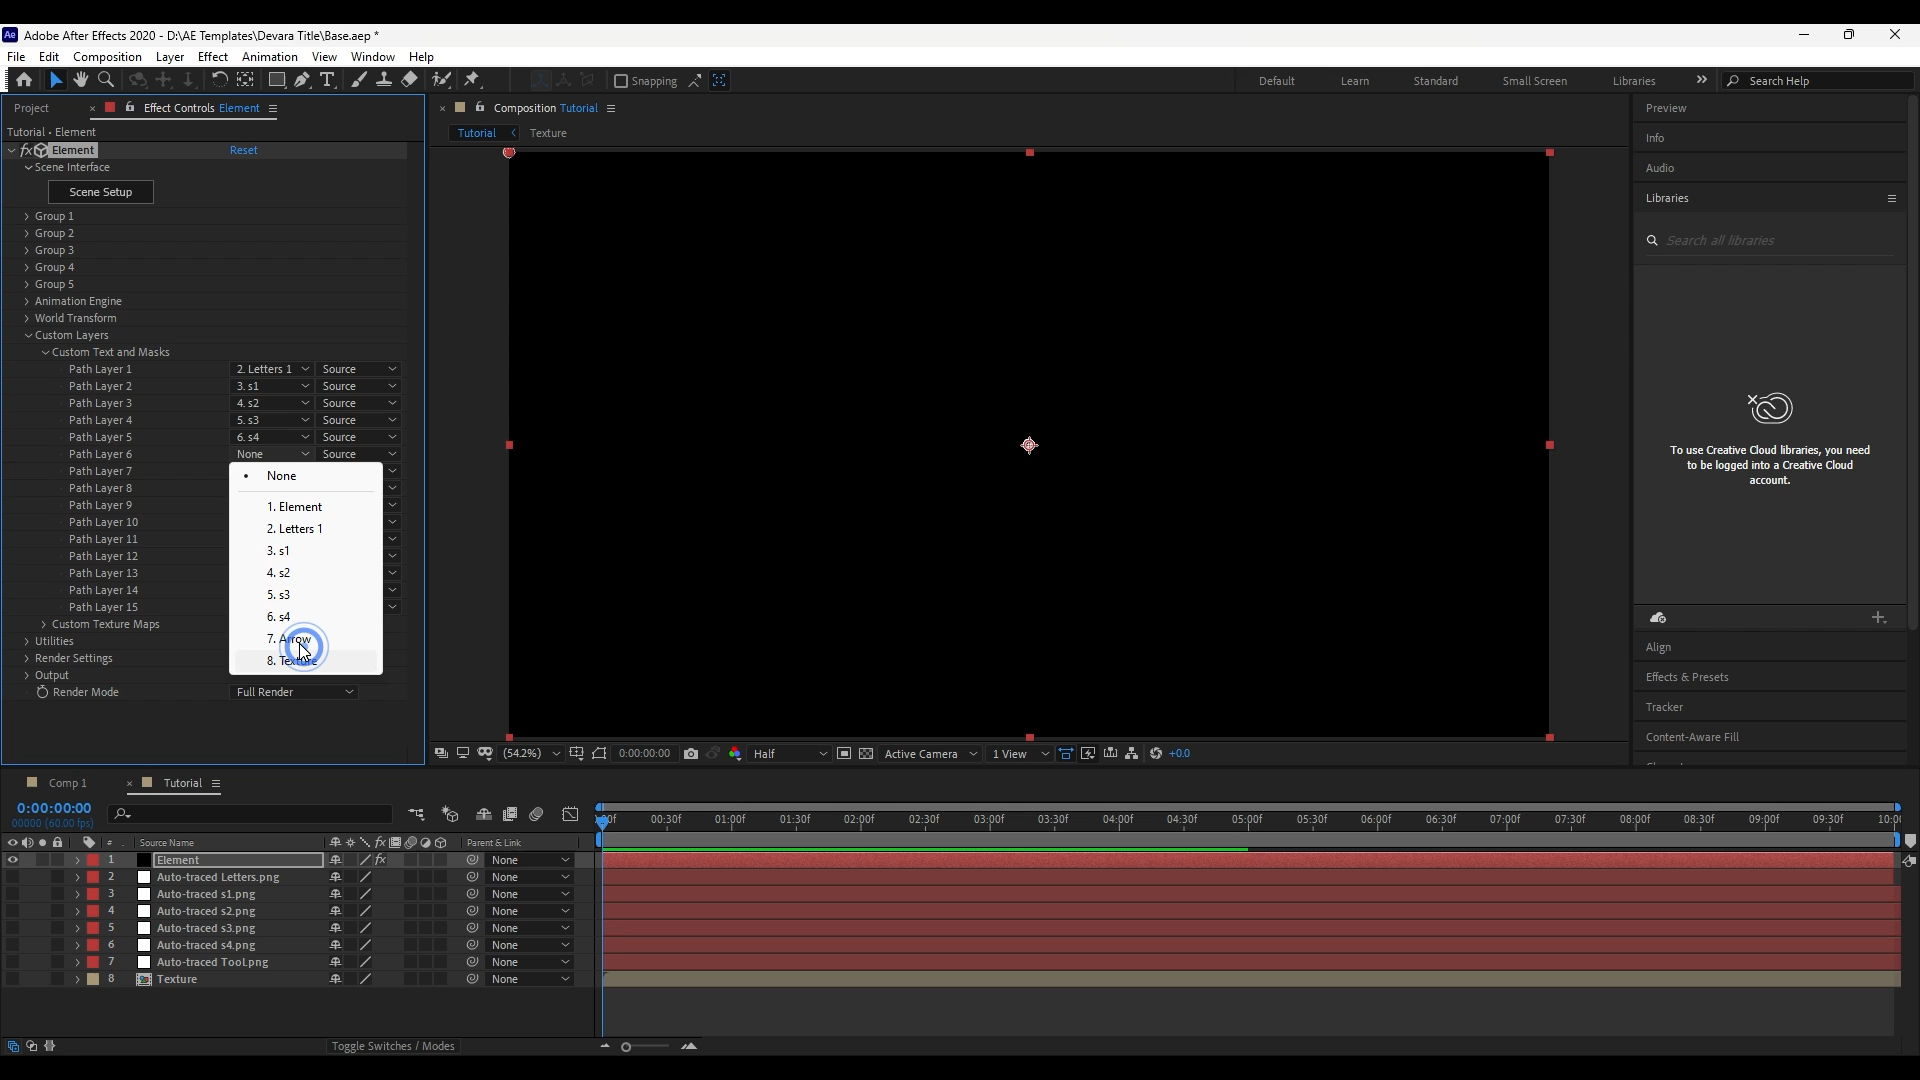 Ae Adobe After Effects 2020 - D:\AE Templates\Devara Title\Base.aep *
File Edit Composition Layer Effect Animation View Window Help
Snapping Default Learn Standard Small Screen Libraries Search Help
Project Effect Controls Element
Composition Tutorial
Tutorial • Element
Tutorial Texture
fx Element Reset
Scene Interface
Scene Setup
Group 1
Group 2
Group 3
Group 4
Group 5
Animation Engine
World Transform
Custom Layers
Custom Text and Masks
Path Layer 1 2. Letters 1 Source
Path Layer 2 3. s1 Source
Path Layer 3 4. s2 Source
Path Layer 4 5. s3 Source
Path Layer 5 6. s4 Source
Path Layer 6 None Source
Path Layer 7
Path Layer 8
Path Layer 9
Path Layer 10
Path Layer 11
Path Layer 12
Path Layer 13
Path Layer 14
Path Layer 15
Custom Texture Maps
Utilities
Render Settings
Output
Render Mode Full Render
• None
1. Element
2. Letters 1
3. s1
4. s2
5. s3
6. s4
7. Arrow
8. Texture
(54.2%) 0:00:00:00 Half Active Camera 1 View +0.0
Preview
Info
Audio
Libraries
Search all libraries
To use Creative Cloud libraries, you need
to be logged into a Creative Cloud
account.
Align
Effects & Presets
Tracker
Content-Aware Fill
Comp 1 Tutorial
0:00:00:00
00000 (60.00 fps)
00:30f 01:00f 01:30f 02:00f 02:30f 03:00f 03:30f 04:00f 04:30f 05:00f 05:30f 06:00f 06:30f 07:00f 07:30f 08:00f 08:30f 09:00f 09:30f
# Source Name fx Parent & Link
1 Element fx None
2 Auto-traced Letters.png None
3 Auto-traced s1.png None
4 Auto-traced s2.png None
5 Auto-traced s3.png None
6 Auto-traced s4.png None
7 Auto-traced Tool.png None
8 Texture None
Toggle Switches / Modes